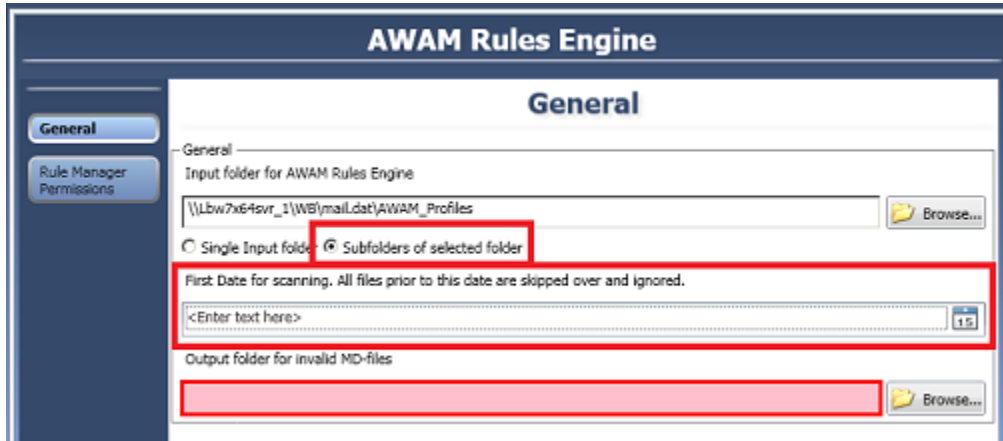 AWAM Rules Engine
General
General
Rule Manager
Permissions
General
Input folder for AWAM Rules Engine
\\Lbw7x64svr_1\WB\mail.dat\AWAM_Profiles
Browse...
Single Input folder
Subfolders of selected folder
First Date for scanning. All files prior to this date are skipped over and ignored.
<Enter text here>
15
Output folder for invalid MD-files
Browse...